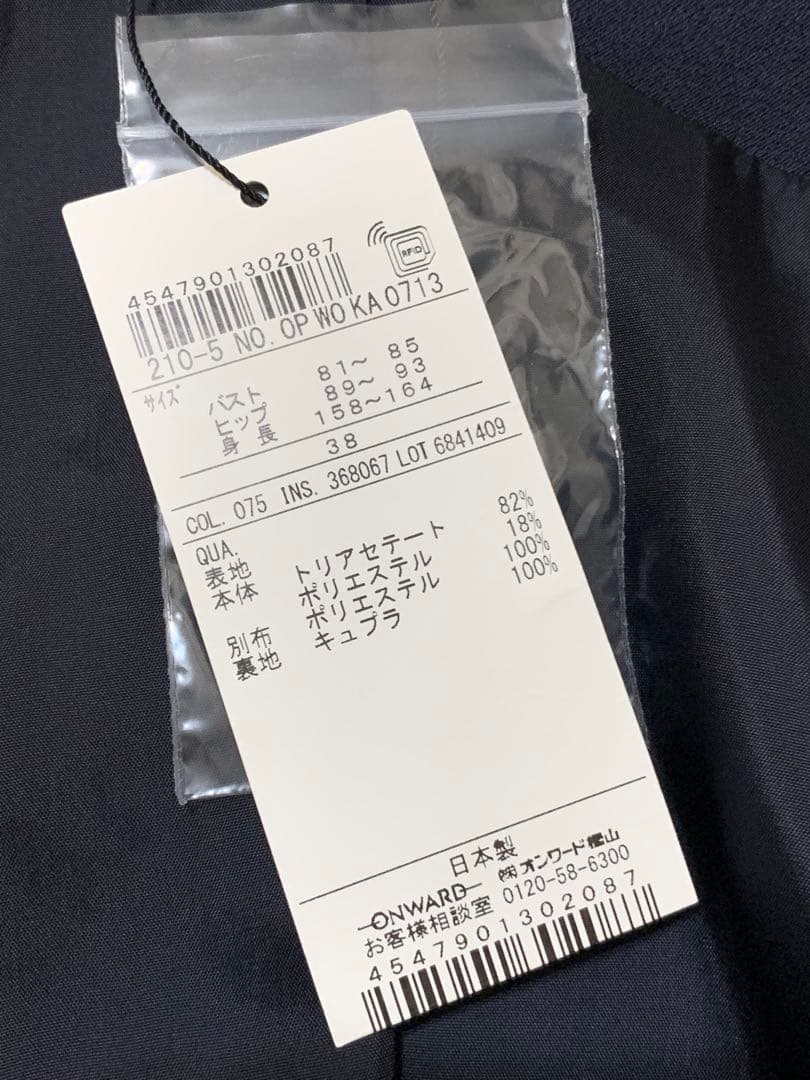 4547901302087
RFID
210-5 NO. OP WO KA0713
サイズ バスト 81～ 85
ヒップ 89～ 93
身長 158～164
38
COL. 075 INS. 368067 LOT 6841409
QUA.
表地 トリアセテート 82%
本体 ポリエステル 18%
ポリエステル 100%
別布 キュプラ 100%
裏地
日本製
ONWARD ㈱オンワード樫山
お客様相談室 0120-58-6300
4547901302087